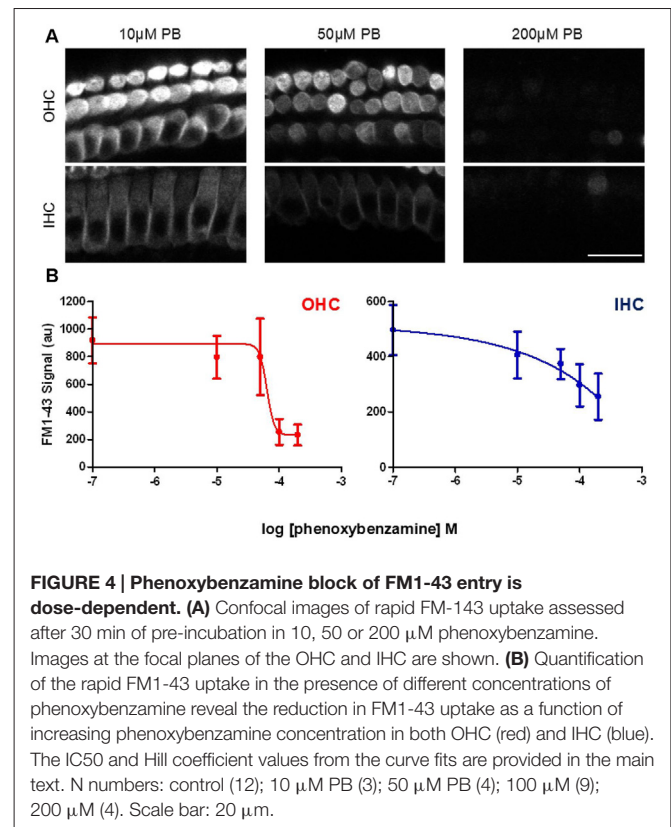 A
10µM PB 50µM PB 200µM PB
OHC
IHC
B
1200
1000
800
600
400
200
0
FM1-43 Signal (au)
OHC
-7 -6 -5 -4 -3
600
400
200
0
IHC
-7 -6 -5 -4 -3
log [phenoxybenzamine] M
FIGURE 4 | Phenoxybenzamine block of FM1-43 entry is
dose-dependent. (A) Confocal images of rapid FM-143 uptake assessed
after 30 min of pre-incubation in 10, 50 or 200 µM phenoxybenzamine.
Images at the focal planes of the OHC and IHC are shown. (B) Quantification
of the rapid FM1-43 uptake in the presence of different concentrations of
phenoxybenzamine reveal the reduction in FM1-43 uptake as a function of
increasing phenoxybenzamine concentration in both OHC (red) and IHC (blue).
The IC50 and Hill coefficient values from the curve fits are provided in the main
text. N numbers: control (12); 10 µM PB (3); 50 µM PB (4); 100 µM (9);
200 µM (4). Scale bar: 20 µm.